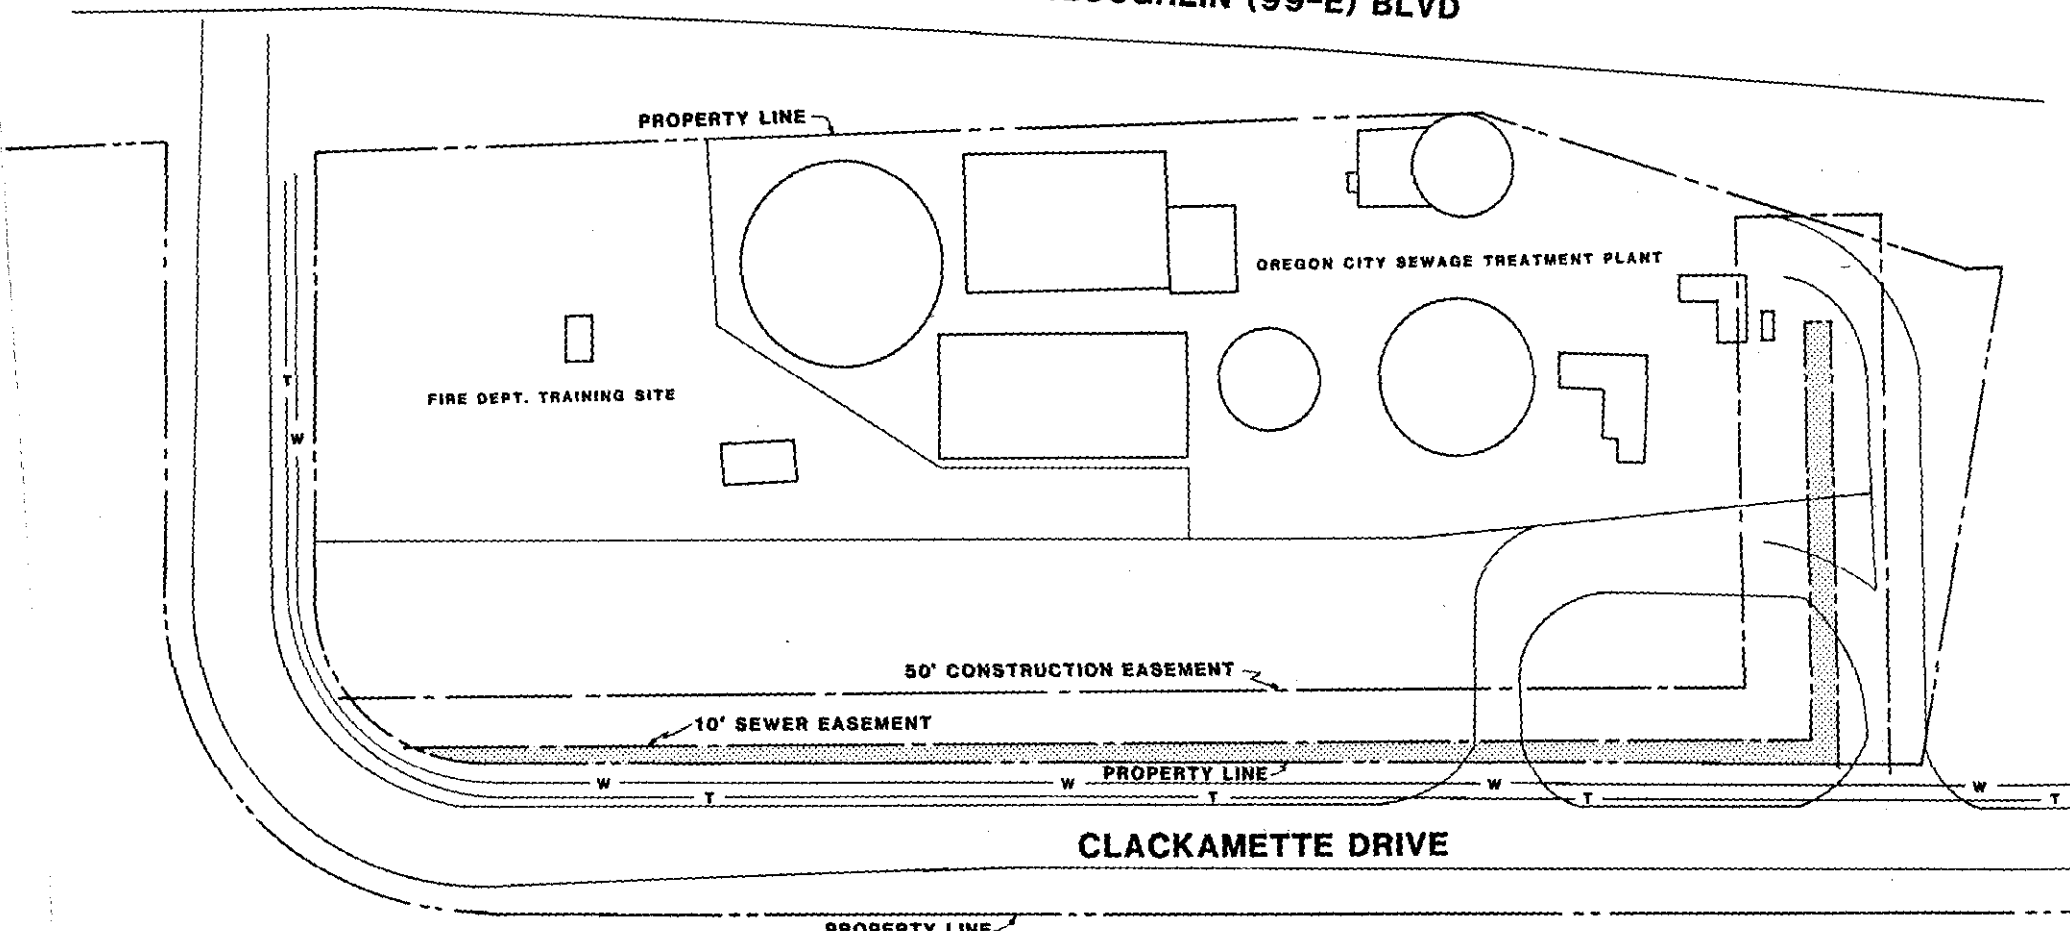 (99-E) BLVD
PROPERTY LINE
OREGON CITY SEWAGE TREATMENT PLANT
T
FIRE DEPT. TRAINING SITE
W
50' CONSTRUCTION EASEMENT
10' SEWER EASEMENT
PROPERTY LINE
W W W W
T T T T
CLACKAMETTE DRIVE
PROPERTY LINE